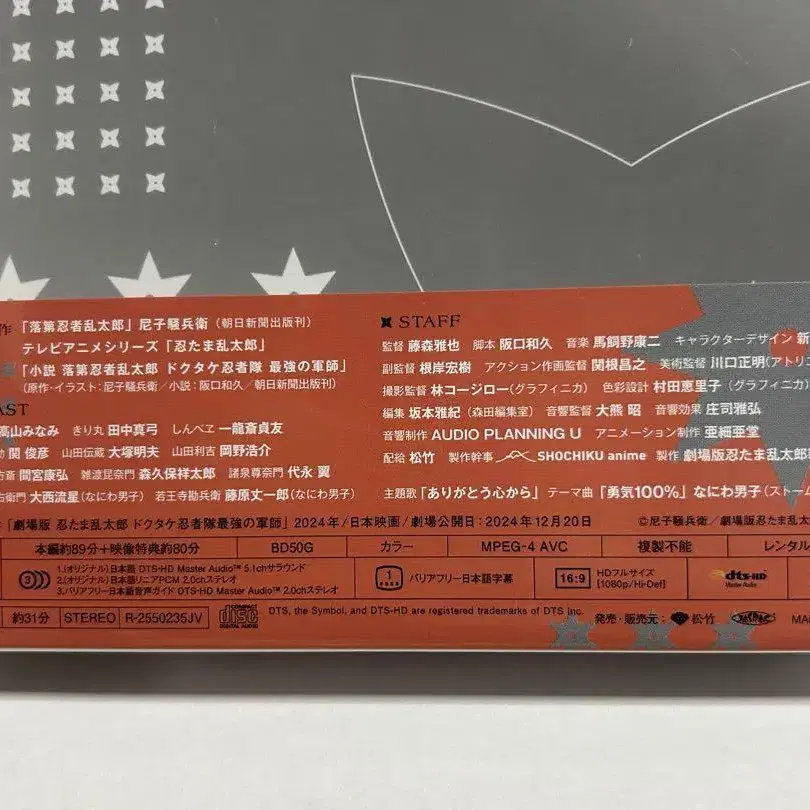 作 「落第忍者乱太郎」尼子騒兵衛（朝日新聞出版刊）
テレビアニメシリーズ「忍たま乱太郎」
「小説 落第忍者乱太郎 ドクタケ忍者隊 最強の軍師」
（原作・イラスト：尼子騒兵衛／小説：阪口和久／朝日新聞出版刊）
AST
高山みなみ きり丸 田中真弓 しんベヱ 一龍斎貞友
関 俊彦 山田伝蔵 大塚明夫 山田利吉 岡野浩介
斎 間宮康弘 雑渡昆奈門 森久保祥太郎 諸泉尊奈門 代永 翼
右衛門 大西流星（なにわ男子） 若王寺勘兵衛 藤原丈一郎（なにわ男子）
STAFF
監督 藤森雅也 脚本 阪口和久 音楽 馬飼野康二 キャラクターデザイン 新
副監督 根岸宏樹 アクション作画監督 関根昌之 美術監督 川口正明（アトリエ
撮影監督 林コージロー（グラフィニカ） 色彩設計 村田恵里子（グラフィニカ）
編集 坂本雅紀（森田編集室） 音響監督 大熊 昭 音響効果 庄司雅弘
音響制作 AUDIO PLANNING U アニメーション制作 亜細亜堂
配給 松竹 製作幹事 SHOCHIKU anime 製作 劇場版忍たま乱太郎
主題歌「ありがとう心から」 テーマ曲「勇気100%」なにわ男子（ストー
「劇場版 忍たま乱太郎 ドクタケ忍者隊最強の軍師」 2024年/日本映画/劇場公開日：2024年12月20日 ©尼子騒兵衛／劇場版忍たま乱太
本編約89分＋映像特典約80分 BD50G カラー MPEG-4 AVC 複製不能 レンタル
3)) 1.(オリジナル)日本語 DTS-HD Master Audio™ 5.1chサラウンド
2.(オリジナル)日本語リニアPCM 2.0chステレオ
3.バリアフリー日本語音声ガイド DTS-HD Master Audio™ 2.0chステレオ
1 バリアフリー日本語字幕
16:9 HDフルサイズ
[1080p/Hi-Def]
dts-HD
Master Audio
約31分 STEREO R-2550235JV COMPACT disc DIGITAL AUDIO DTS, the Symbol, and DTS-HD are registered trademarks of DTS Inc. 発売・販売元： 松竹 MA